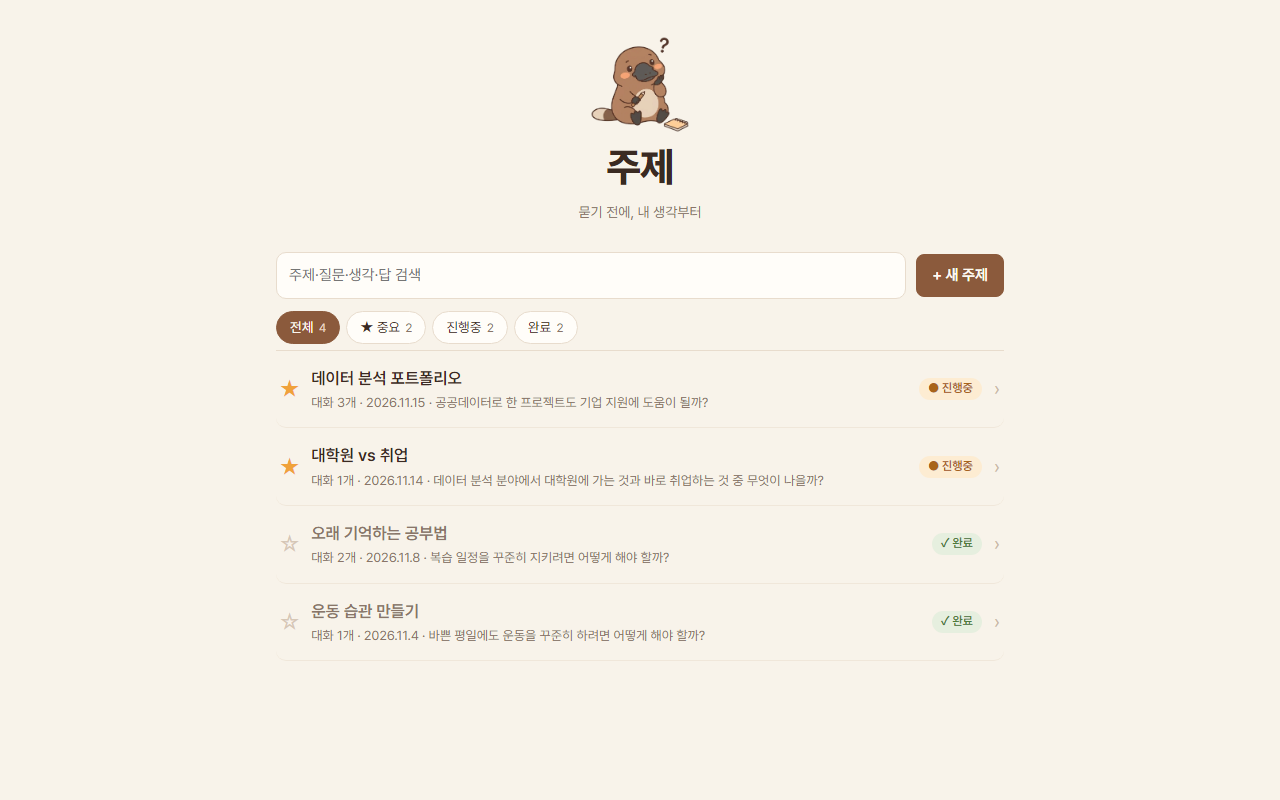 ?
주제
묻기 전에, 내 생각부터
주제·질문·생각·답 검색
+ 새 주제
전체 4
★ 중요 2
진행중 2
완료 2
데이터 분석 포트폴리오
대화 3개 · 2026.11.15 · 공공데이터로 한 프로젝트도 기업 지원에 도움이 될까?
● 진행중
대학원 vs 취업
대화 1개 · 2026.11.14 · 데이터 분석 분야에서 대학원에 가는 것과 바로 취업하는 것 중 무엇이 나을까?
● 진행중
오래 기억하는 공부법
대화 2개 · 2026.11.8 · 복습 일정을 꾸준히 지키려면 어떻게 해야 할까?
✓ 완료
운동 습관 만들기
대화 1개 · 2026.11.4 · 바쁜 평일에도 운동을 꾸준히 하려면 어떻게 해야 할까?
✓ 완료